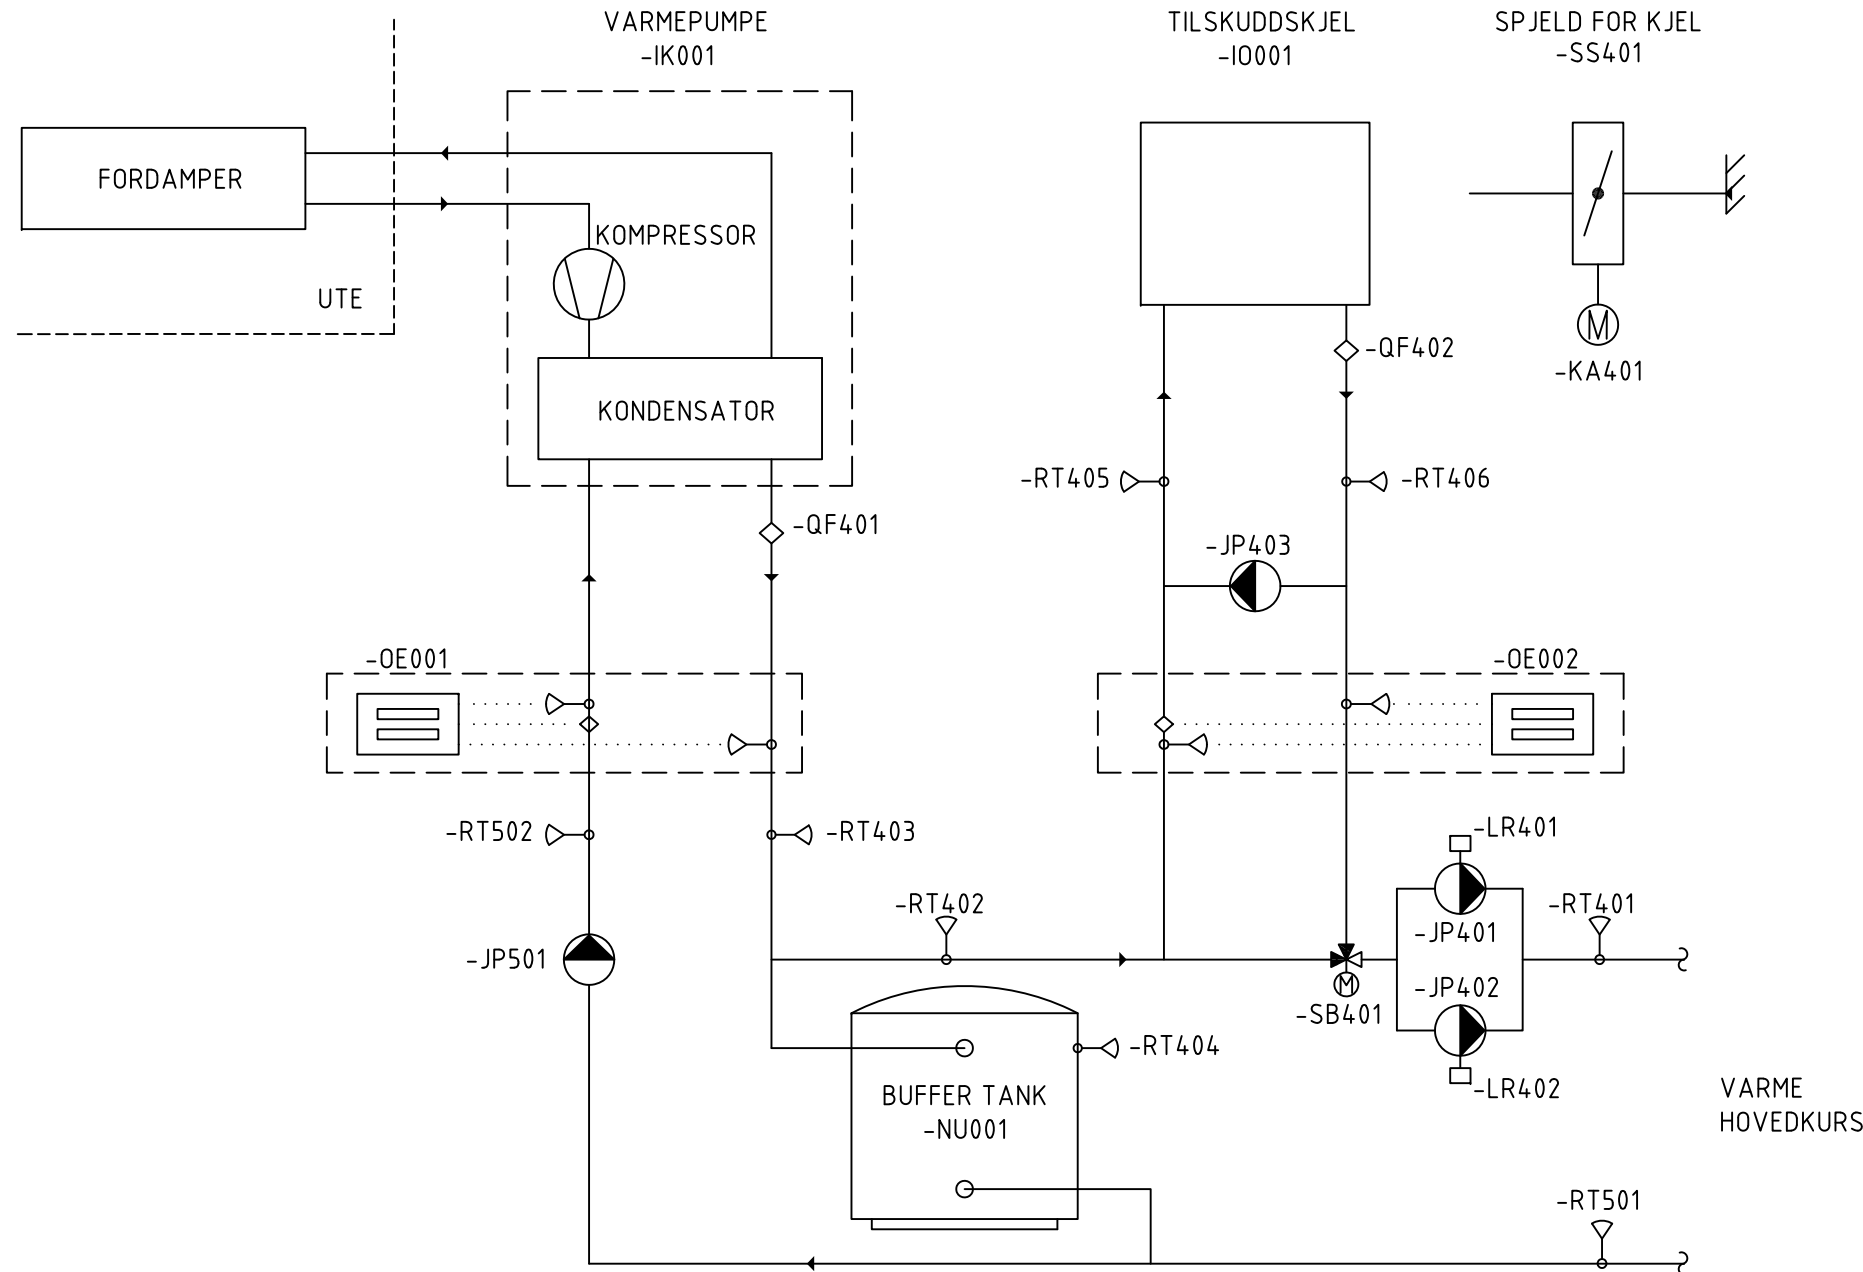 VARMEPUMPE
-IK001
TILSKUDDSKJEL
-IO001
SPJELD FOR KJEL
-SS401
FORDAMPER
KOMPRESSOR
UTE
M
-QF402
-KA401
KONDENSATOR
-RT405
-RT406
-QF401
-JP403
-OE001
-OE002
-RT502
-RT403
-LR401
-RT402
-RT401
-JP401
-JP501
-JP402
M
-SB401
-RT404
BUFFER TANK
-NU001
-LR402
VARME
HOVEDKURS
-RT501